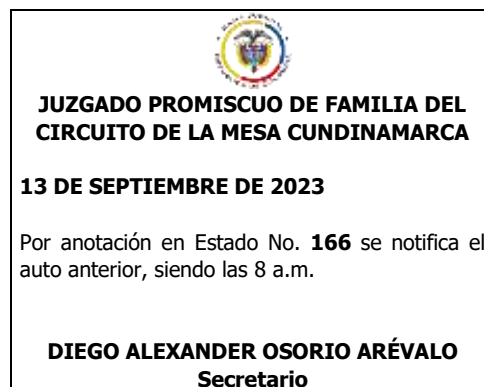 JUZGADO PROMISCUO DE FAMILIA DEL
CIRCUITO DE LA MESA CUNDINAMARCA
13 DE SEPTIEMBRE DE 2023
Por anotación en Estado No. 166 se notifica el
auto anterior, siendo las 8 a.m.
DIEGO ALEXANDER OSORIO ARÉVALO
Secretario